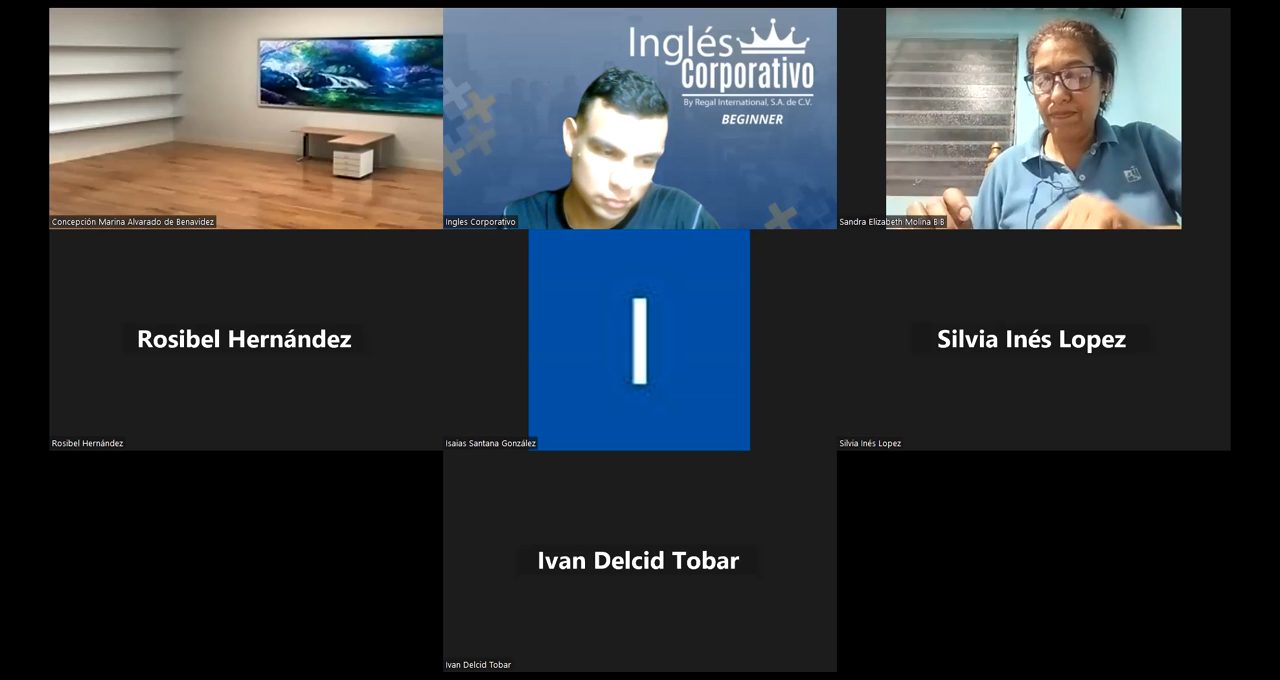 Inglés
Corporativo
By Regal International, S.A. de C.V.
BEGINNER
Concepción Marina Alvarado de Benavidez
Ingles Corporativo
Sandra Elizabeth Molina BiB
Rosibel Hernández
I
Silvia Inés Lopez
Rosibel Hernández
Isaias Santana González
Silvia Inés Lopez
Ivan Delcid Tobar
Ivan Delcid Tobar